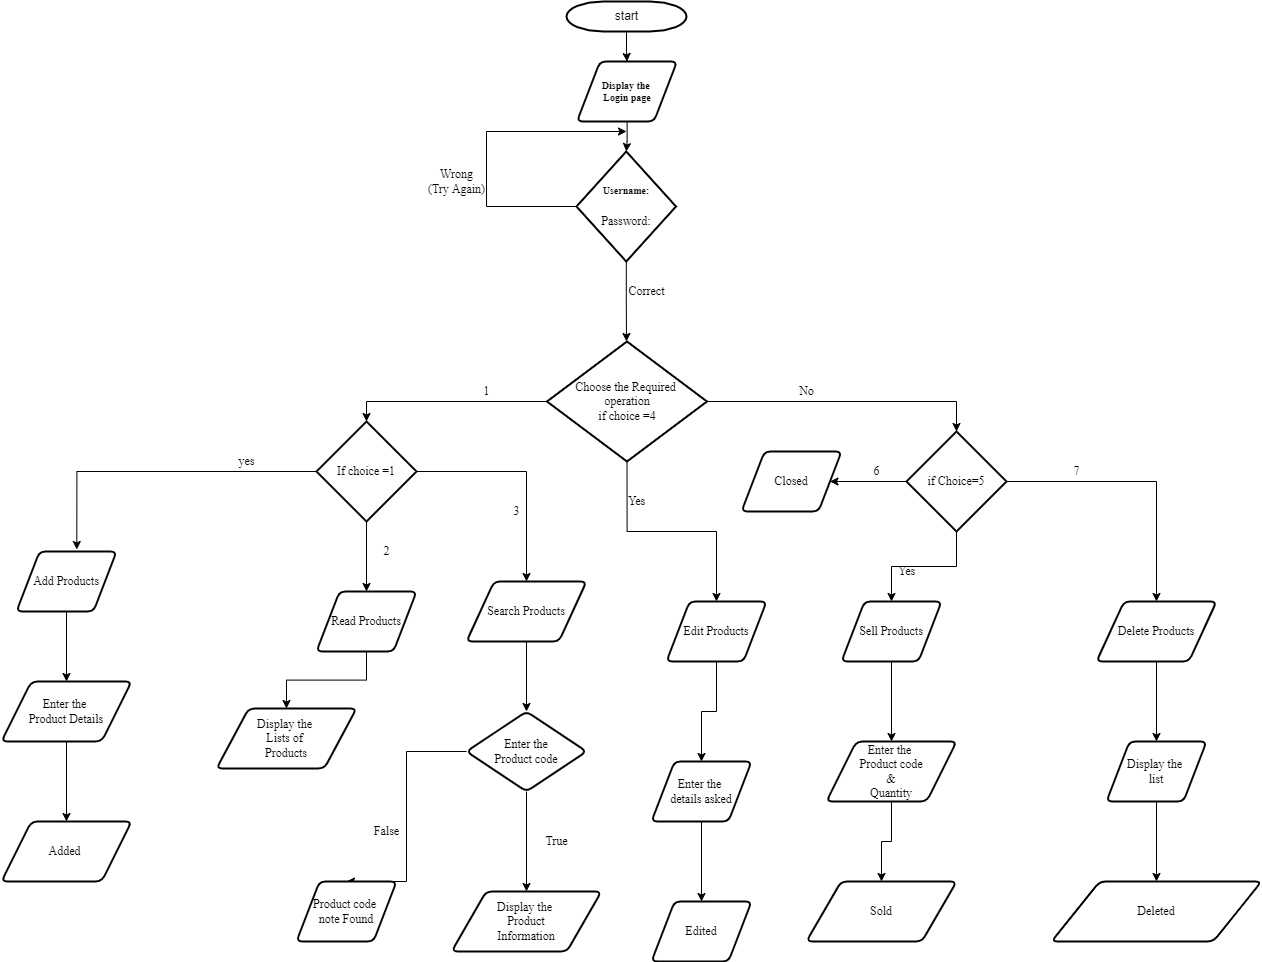 start
Display the
Login page
Wrong
(Try Again)
Username:
Password:
Correct
Choose the Required
operation
if choice =4
1
No
yes
If choice =1
3
2
Yes
Closed
6
if Choice=5
7
Yes
Add Products
Read Products
Search Products
Edit Products
Sell Products
Delete Products
Enter the
Product Details
Display the
Lists of
Products
Enter the
Product code
Enter the
details asked
Enter the
Product code
&
Quantity
Display the
list
False
True
Added
Product code
note Found
Display the
Product
Information
Edited
Sold
Deleted